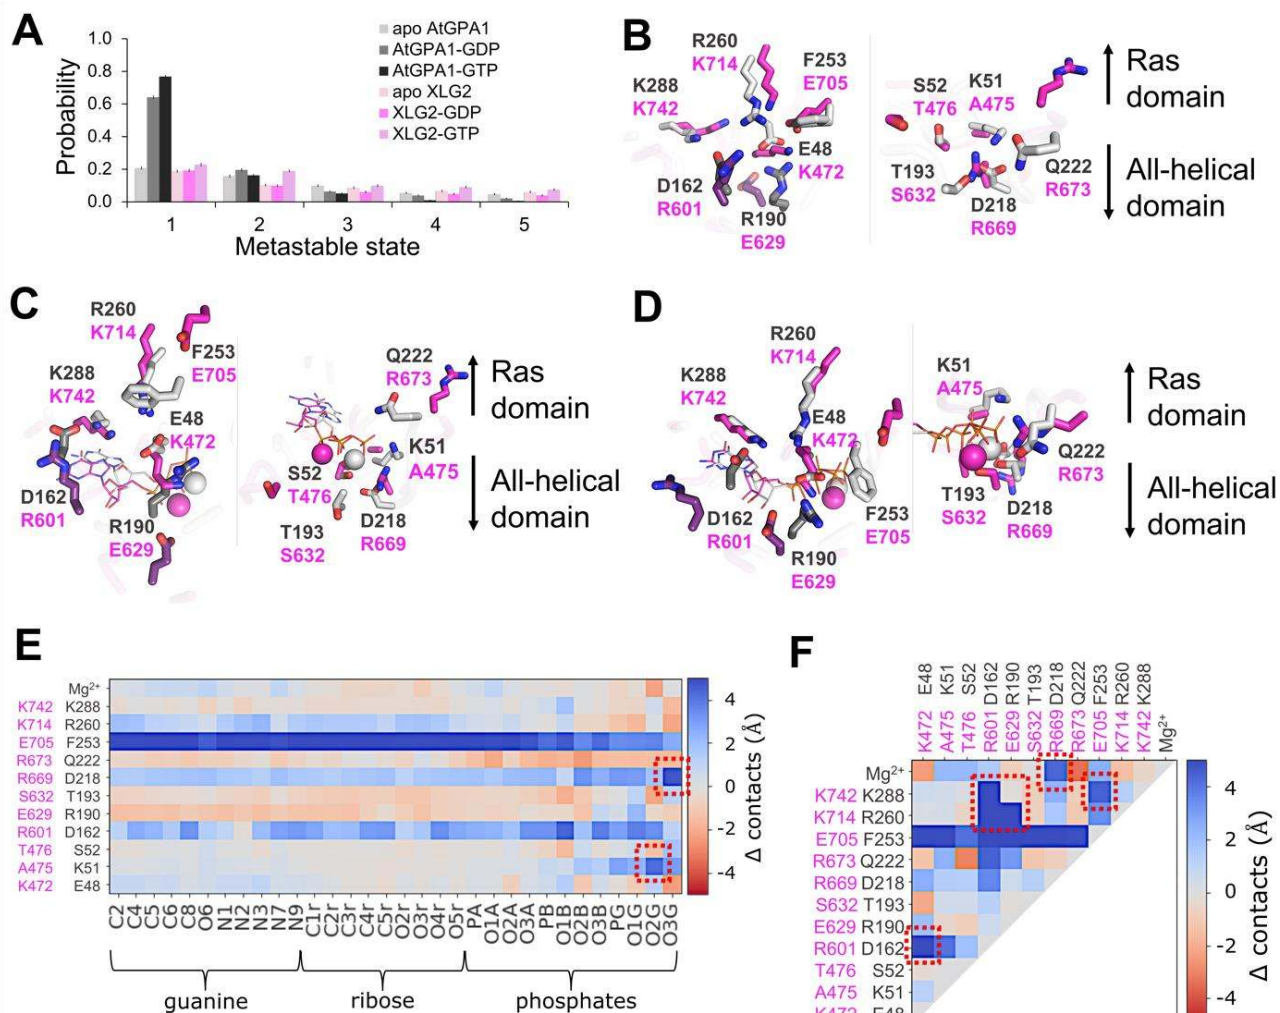 A
Probability
1.0
0.8
0.6
0.4
0.2
0.0
apo AtGPA1
AtGPA1-GDP
AtGPA1-GTP
apo XLG2
XLG2-GDP
XLG2-GTP
1 2 3 4 5
Metastable state
B
R260
K714
F253
E705
K288
K742
E48
K472
D162
R601
R190
E629
S52
T476
K51
A475
T193
S632
Q222
R673
D218
R669
Ras
domain
All-helical
domain
C
R260
K714
F253
E705
K288
K742
E48
K472
D162
R601
R190
E629
Q222
R673
K51
A475
S52
T476
T193
S632
D218
R669
Ras
domain
All-helical
domain
D
R260
K714
K288
K742
E48
K472
D162
R601
F253
E705
R190
E629
K51
A475
Q222
R673
T193
S632
D218
R669
Ras
domain
All-helical
domain
E
Mg2+
K742 K288
K714 R260
E705 F253
R673 Q222
R669 D218
S632 T193
E629 R190
R601 D162
T476 S52
A475 K51
K472 E48
C2 C4 C5 C6 O6 N1 N2 N3 N7 N9 C1r C2r C3r C4r C5r O2r O3r O4r O5r PA O1A O2A O3A PB O1B O2B O3B PG O1G O2G O3G
guanine
ribose
phosphates
4
2
0
-2
-4
Δ contacts (Å)
F
E48 K51 S52 D162 R190 T193 D218 Q222 F253 R260 K288
K472 A475 T476 R601 E629 S632 R669 R673 E705 K714 K742 Mg2+
Mg2+
K742 K288
K714 R260
E705 F253
R673 Q222
R669 D218
S632 T193
E629 R190
R601 D162
T476 S52
A475 K51
K472 E48
4
2
0
-2
-4
Δ contacts (Å)